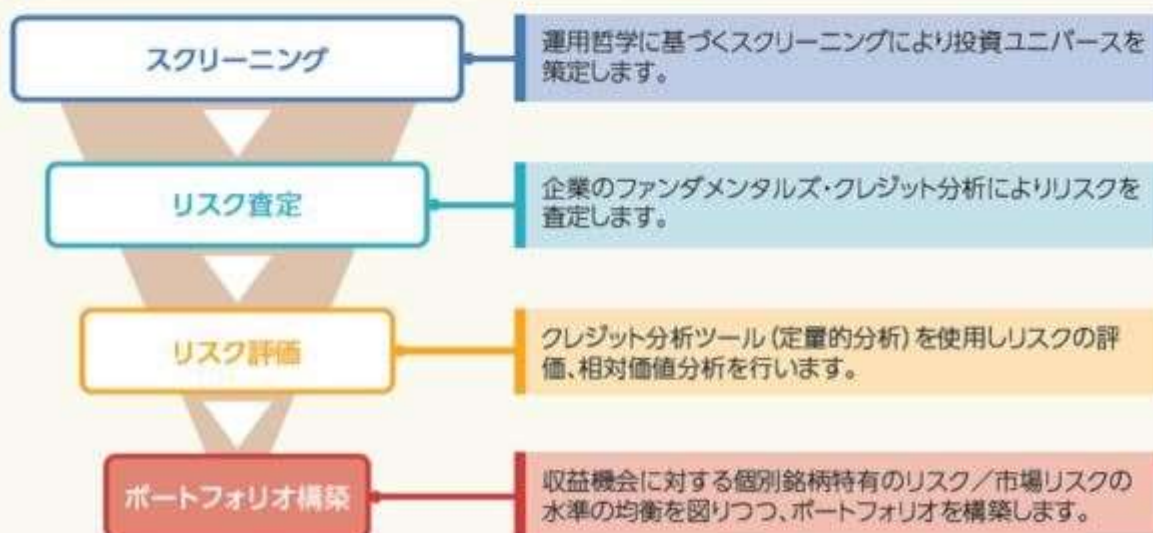 スクリーニング
運用哲学に基づくスクリーニングにより投資ユニバースを
策定します。
リスク査定
企業のファンダメンタルズ・クレジット分析によりリスクを
査定します。
リスク評価
クレジット分析ツール(定量的分析)を使用しリスクの評
価、相対価値分析を行います。
ポートフォリオ構築
収益機会に対する個別銘柄特有のリスク/市場リスクの
水準の均衡を図りつつ、ポートフォリオを構築します。